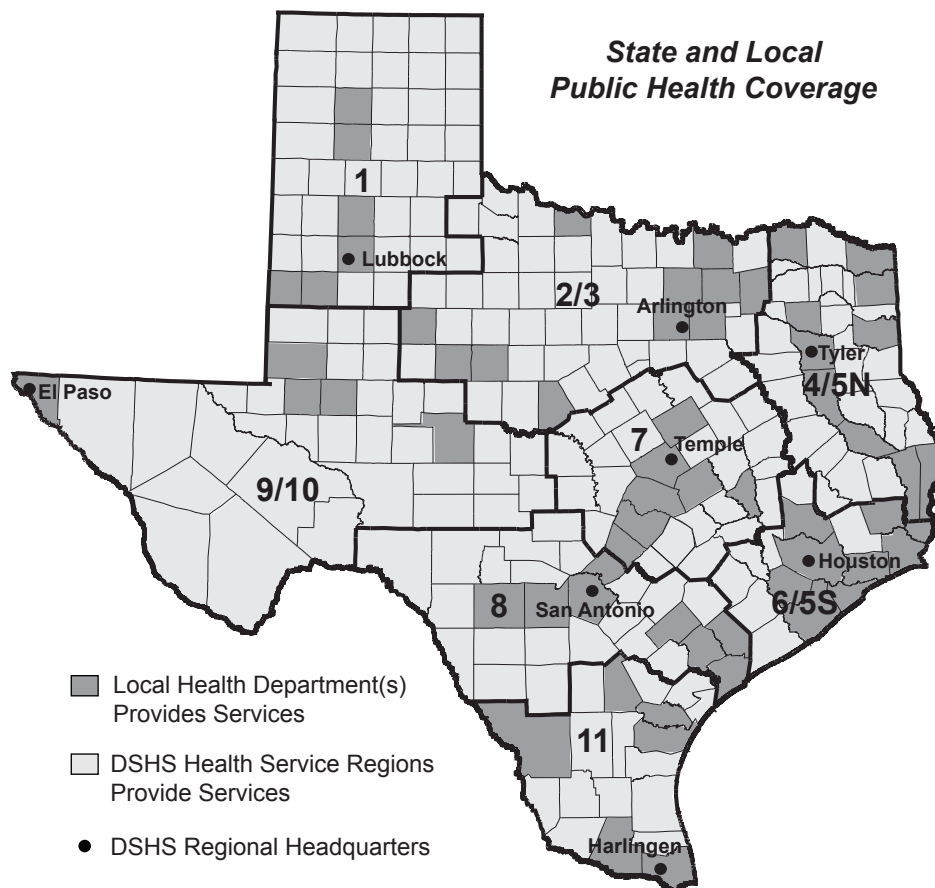 State and Local
Public Health Coverage
1
Lubbock
2/3
Arlington
Tyler
4/5N
El Paso
7
Temple
9/10
Houston
8
San Antonio
6/5S
Local Health Department(s)
Provides Services
11
DSHS Health Service Regions
Provide Services
DSHS Regional Headquarters
Harlingen